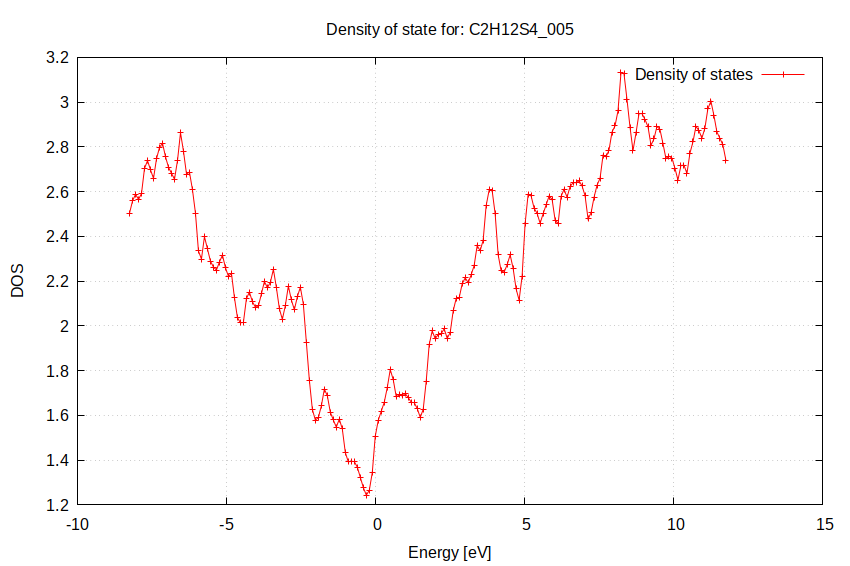 Density of state for: C2H12S4_005
Density of states
DOS
3.2
3
2.8
2.6
2.4
2.2
2
1.8
1.6
1.4
1.2
-10 -5 0 5 10 15
Energy [eV]